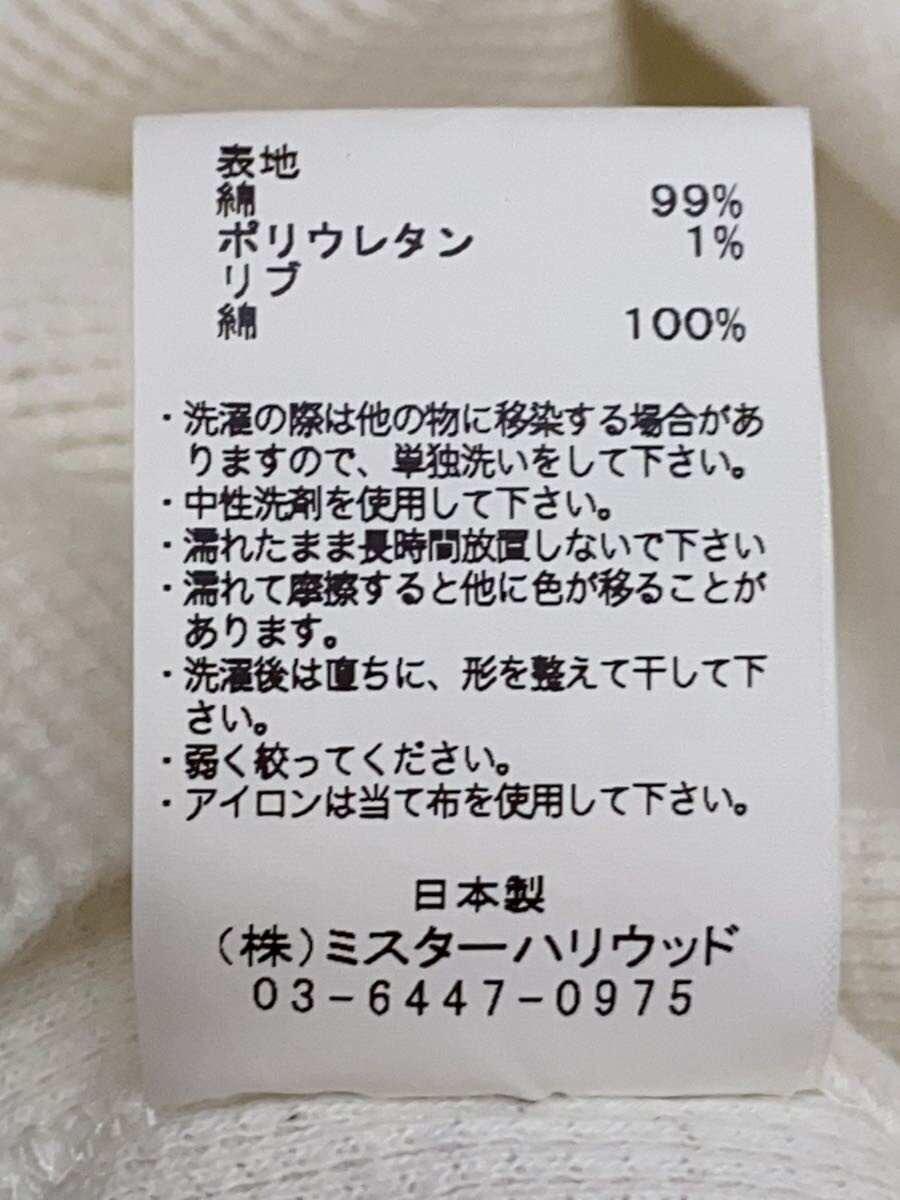 表地
綿 99%
ポリウレタン 1%
リブ
綿 100%
・洗濯の際は他の物に移染する場合があ
りますので、単独洗いをして下さい。
・中性洗剤を使用して下さい。
・濡れたまま長時間放置しないで下さい
・濡れて摩擦すると他に色が移ることが
あります。
・洗濯後は直ちに、形を整えて干して下
さい。
・弱く絞ってください。
・アイロンは当て布を使用して下さい。
日本製
(株)ミスターハリウッド
03-6447-0975